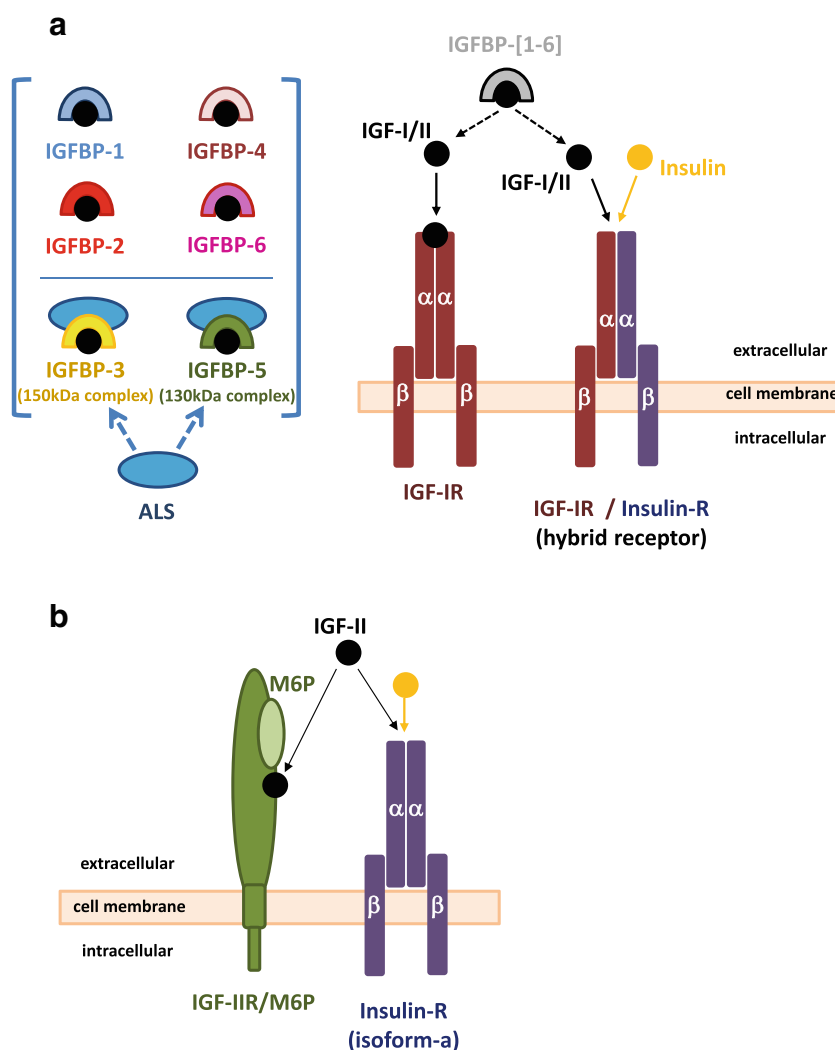 a
IGFBP-[1-6]
IGFBP-1
IGFBP-4
IGFBP-2
IGFBP-6
IGFBP-3
(150kDa complex)
IGFBP-5
(130kDa complex)
ALS
IGF-I/II
IGF-I/II
Insulin
α α
β β
IGF-IR
α α
β β
IGF-IR / Insulin-R
(hybrid receptor)
extracellular
cell membrane
intracellular
b
IGF-II
M6P
α α
β β
extracellular
cell membrane
intracellular
IGF-IIR/M6P
Insulin-R
(isoform-a)